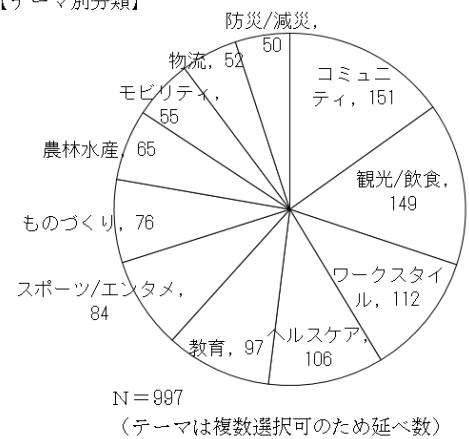 【テーマ別分類】
防災/減災，
50
物流，52
モビリティ，
55
農林水産，65
ものづくり，76
スポーツ/エンタメ，
84
教育，97
ヘルスケア，
106
ワークスタイ
ル，112
観光/飲食，
149
コミュニ
ティ，151
Ｎ＝997
（テーマは複数選択可のため延べ数）